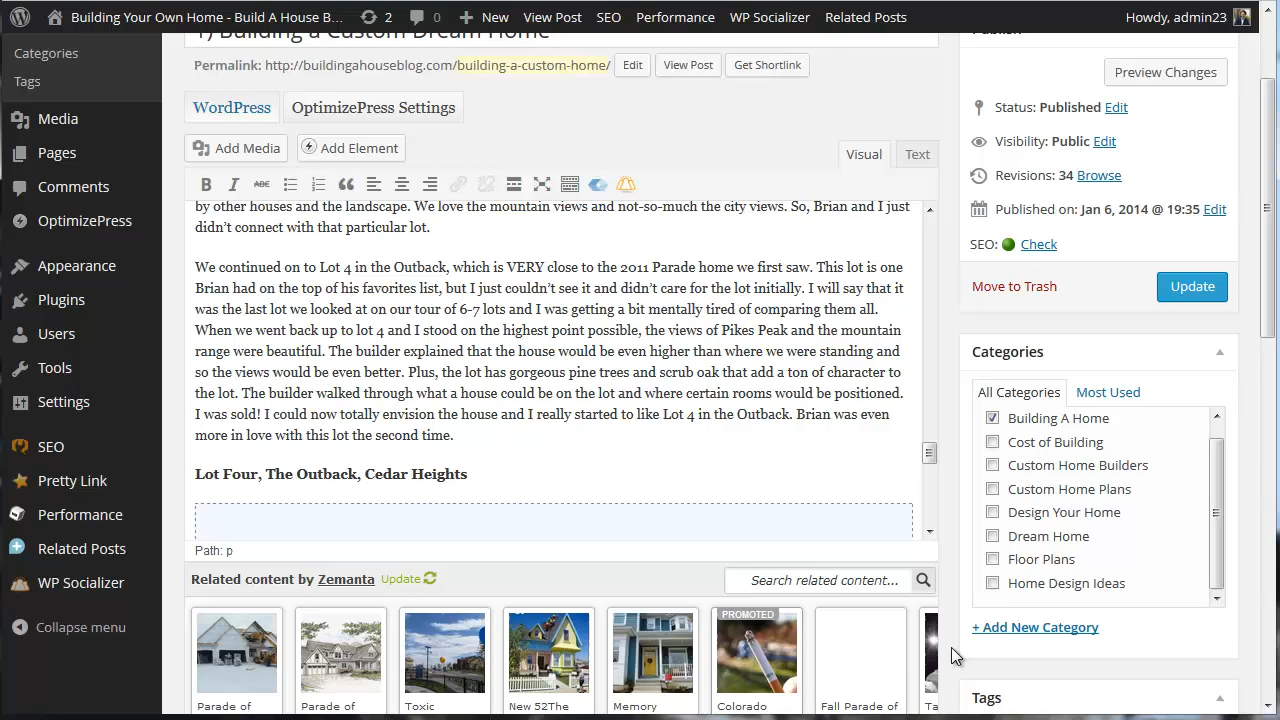 Building Your Own Home - Build A House B... 2 0 New View Post SEO Performance WP Socializer Related Posts Howdy, admin23
Categories
Tags
Media
Pages
Comments
OptimizePress
Appearance
Plugins
Users
Tools
Settings
SEO
Pretty Link
Performance
Related Posts
WP Socializer
Collapse menu
1) Building a Custom Dream Home
Permalink: http://buildingahouseblog.com/building-a-custom-home/ Edit View Post Get Shortlink
WordPress OptimizePress Settings
Add Media Add Element
Visual Text
B I ABC
by other houses and the landscape. We love the mountain views and not-so-much the city views. So, Brian and I just
didn't connect with that particular lot.
We continued on to Lot 4 in the Outback, which is VERY close to the 2011 Parade home we first saw. This lot is one
Brian had on the top of his favorites list, but I just couldn't see it and didn't care for the lot initially. I will say that it
was the last lot we looked at on our tour of 6-7 lots and I was getting a bit mentally tired of comparing them all.
When we went back up to lot 4 and I stood on the highest point possible, the views of Pikes Peak and the mountain
range were beautiful. The builder explained that the house would be even higher than where we were standing and
so the views would be even better. Plus, the lot has gorgeous pine trees and scrub oak that add a ton of character to
the lot. The builder walked through what a house could be on the lot and where certain rooms would be positioned.
I was sold! I could now totally envision the house and I really started to like Lot 4 in the Outback. Brian was even
more in love with this lot the second time.
Lot Four, The Outback, Cedar Heights
Path: p
Related content by Zemanta Update Search related content...
PROMOTED
Parade of Parade of Toxic New 52The Memory Colorado Fall Parade of
Publish
Preview Changes
Status: Published Edit
Visibility: Public Edit
Revisions: 34 Browse
Published on: Jan 6, 2014 @ 19:35 Edit
SEO: Check
Move to Trash Update
Categories
All Categories Most Used
Building A Home
Cost of Building
Custom Home Builders
Custom Home Plans
Design Your Home
Dream Home
Floor Plans
Home Design Ideas
+ Add New Category
Tags